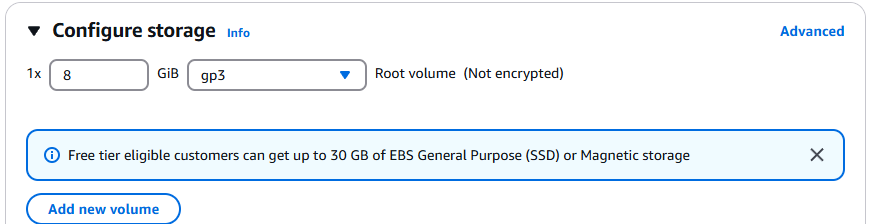 Configure storage Info Advanced
1x 8 GiB gp3 Root volume (Not encrypted)
Free tier eligible customers can get up to 30 GB of EBS General Purpose (SSD) or Magnetic storage
Add new volume